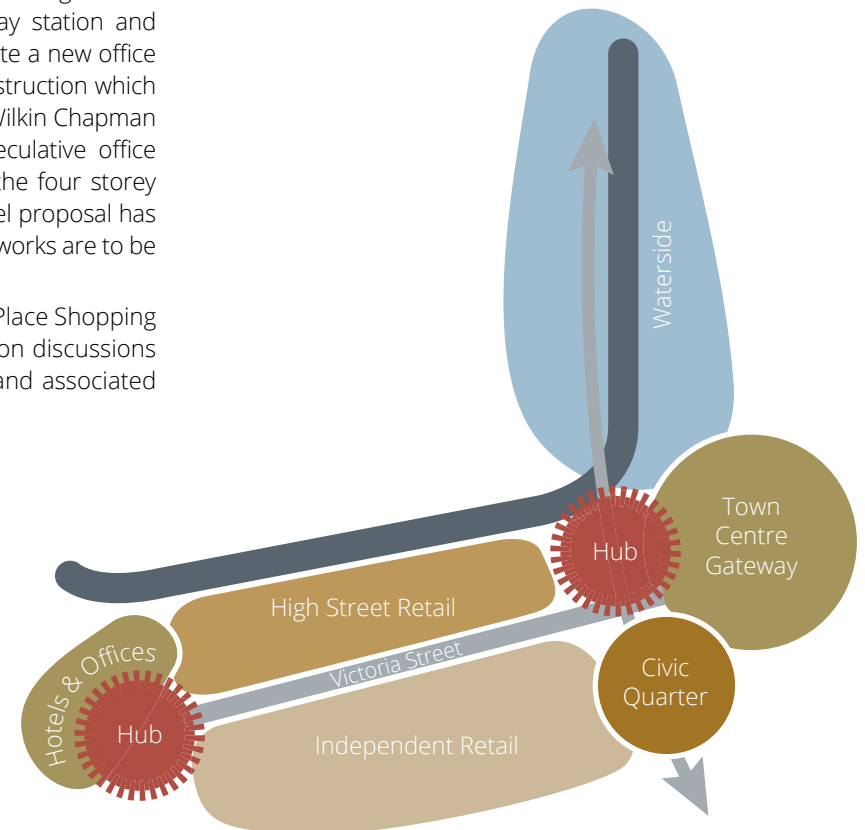 ay station and
te a new office
struction which
Wilkin Chapman
eculative office
the four storey
el proposal has
works are to be
Place Shopping
on discussions
and associated
Waterside
Town
Centre
Gateway
Hub
High Street Retail
Victoria Street
Hotels & Offices
Civic
Quarter
Hub
Independent Retail